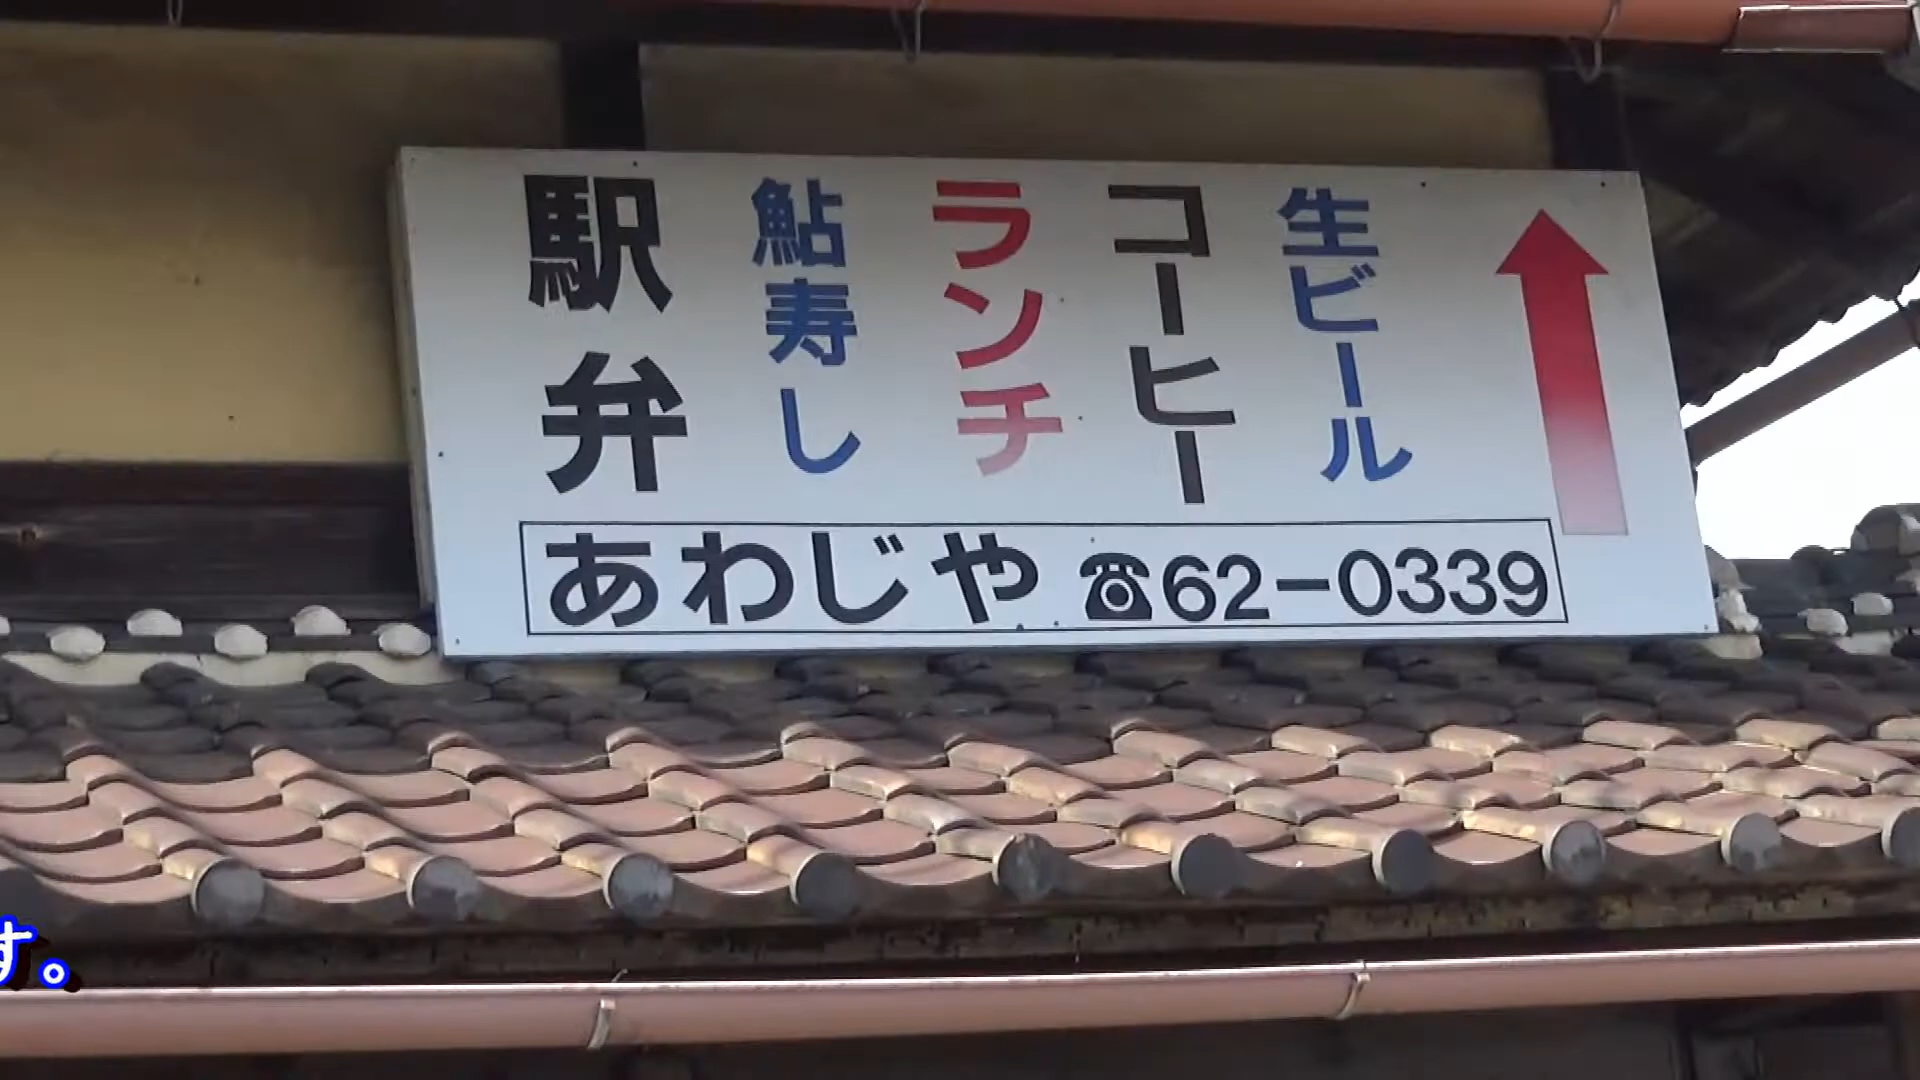 駅弁
鮎寿し
ランチ
コーヒー
生ビール
あわじや ☎62-0339
す。